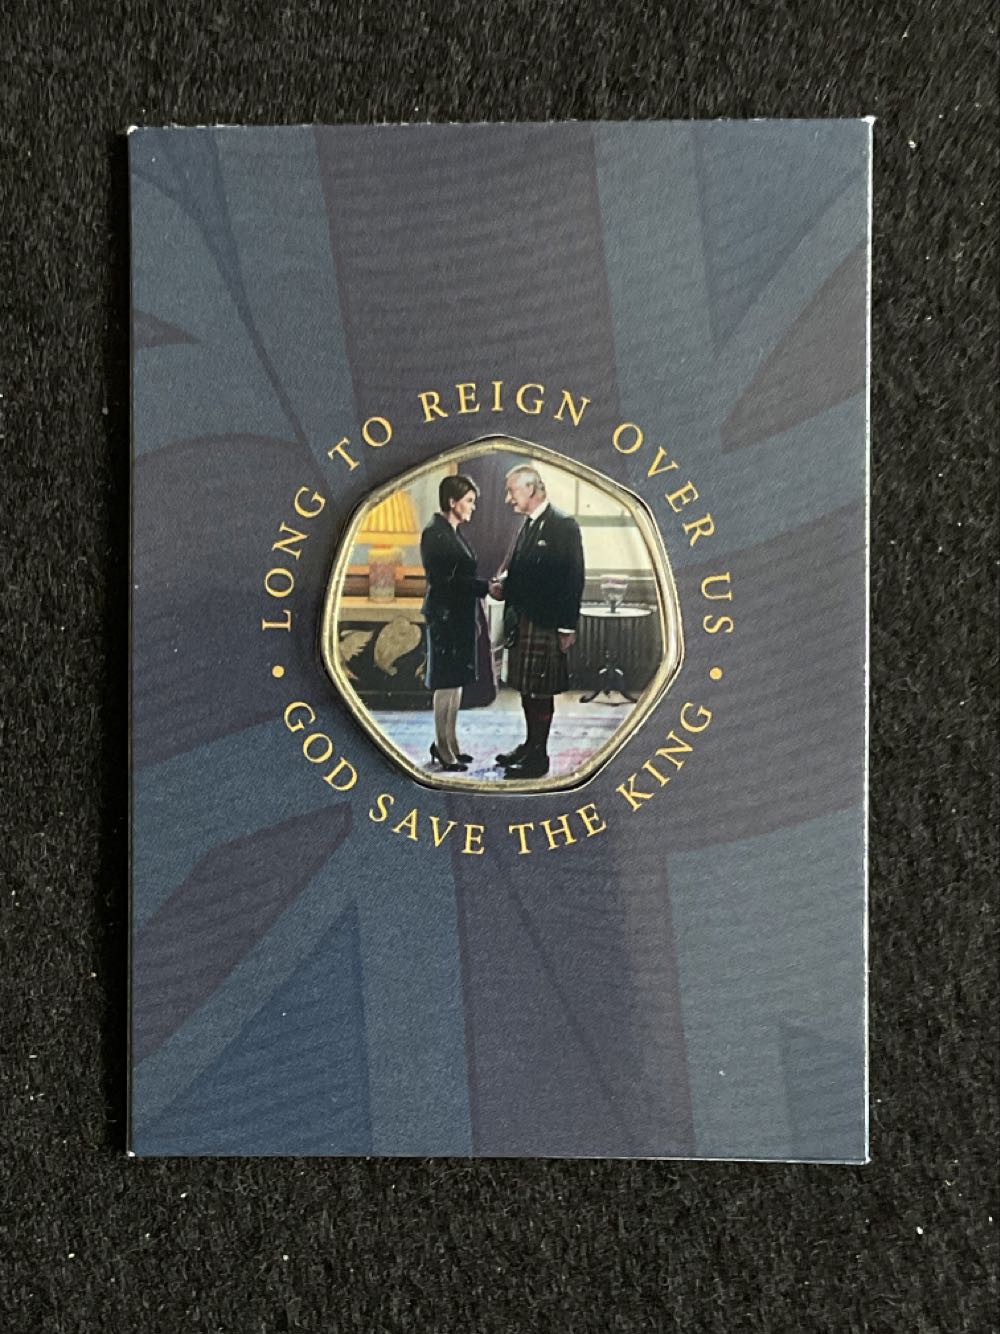 LONG TO REIGN OVER US
GOD SAVE THE KING